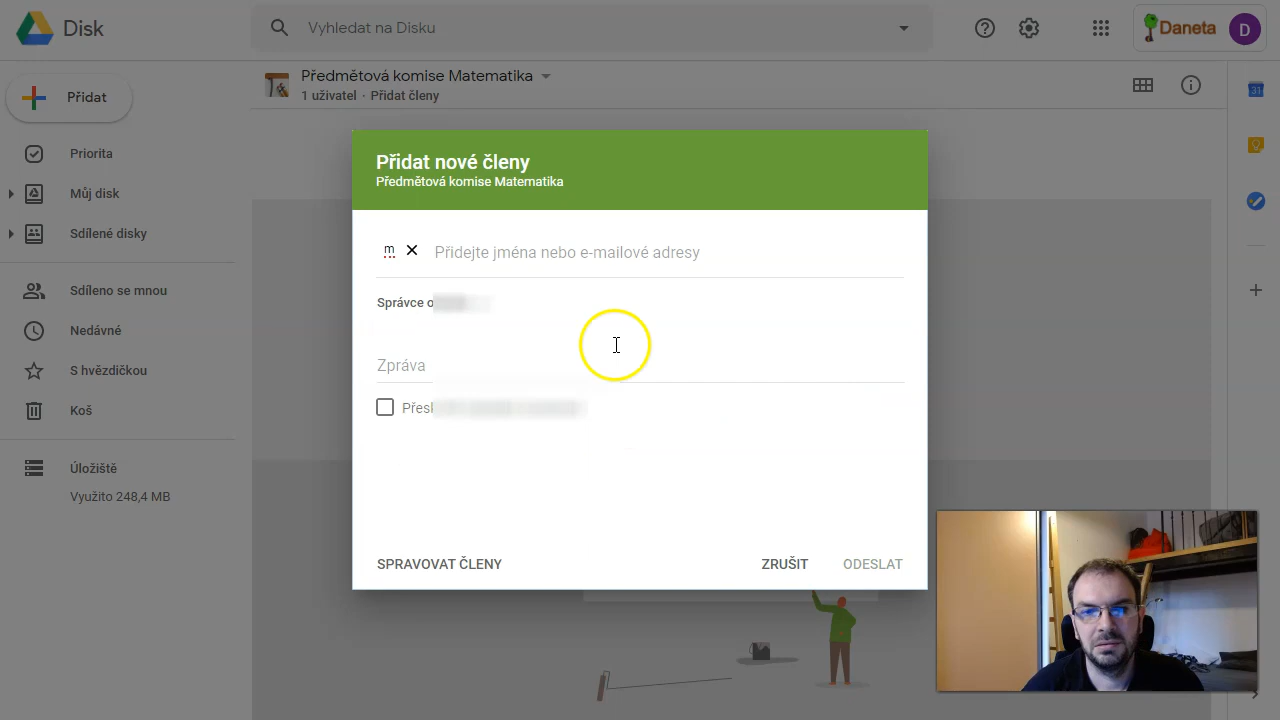 Disk
Vyhledat na Disku
Daneta
D
Přidat
Předmětová komise Matematika
1 uživatel · Přidat členy
31
Priorita
Můj disk
Sdílené disky
Sdíleno se mnou
Nedávné
S hvězdičkou
Koš
Úložiště
Využito 248,4 MB
Přidat nové členy
Předmětová komise Matematika
m
Přidejte jména nebo e-mailové adresy
Správce
Zpráva
SPRAVOVAT ČLENY
ZRUŠIT
ODESLAT